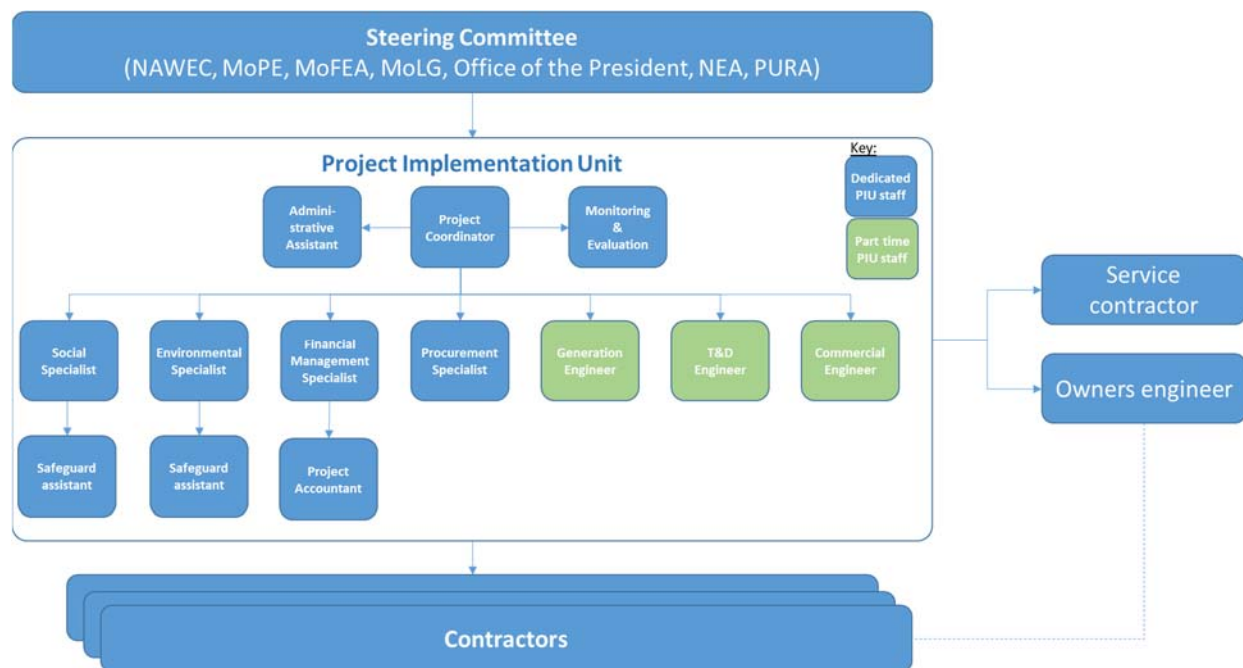 Steering Committee
(NAWEC, MoPE, MoFEA, MoLG, Office of the President, NEA, PURA)
Project Implementation Unit
Key:
Dedicated
PIU staff
Part time
PIU staff
Admini-
strative
Assistant
Project
Coordinator
Monitoring
&
Evaluation
Social
Specialist
Environmental
Specialist
Financial
Management
Specialist
Procurement
Specialist
Generation
Engineer
T&D
Engineer
Commercial
Engineer
Safeguard
assistant
Safeguard
assistant
Project
Accountant
Service
contractor
Owners engineer
Contractors